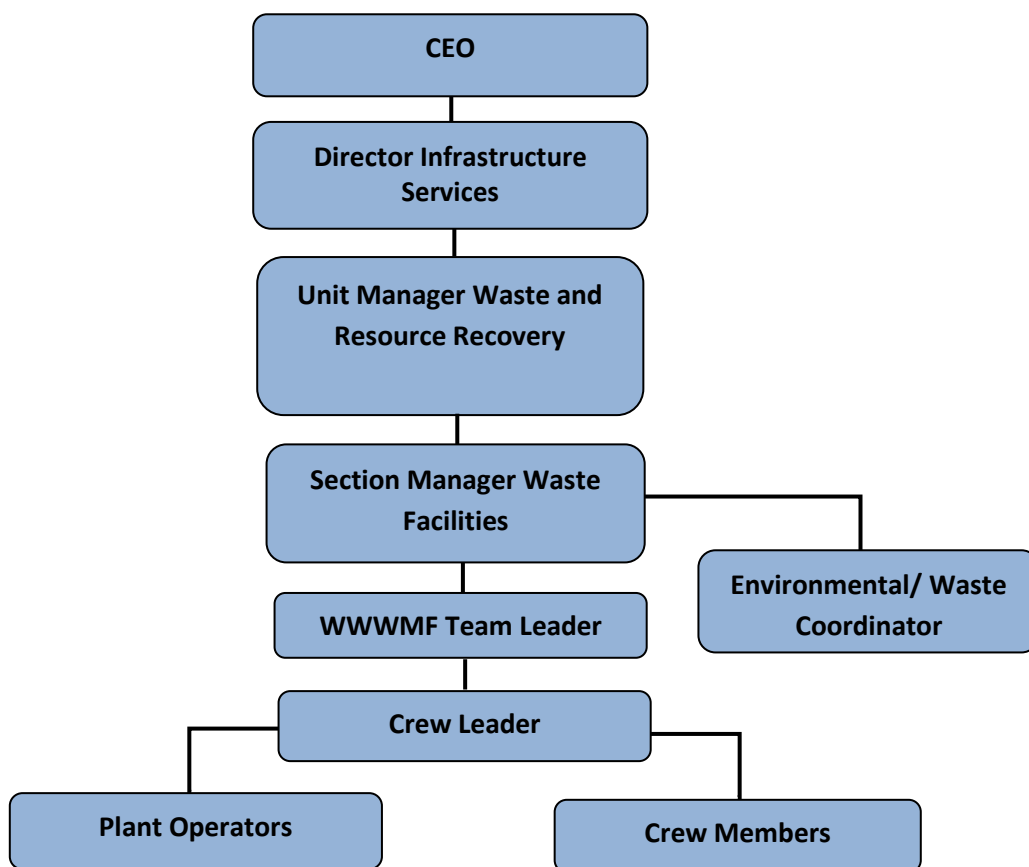 CEO
Director Infrastructure
Services
Unit Manager Waste and
Resource Recovery
Section Manager Waste
Facilities
Environmental/ Waste
Coordinator
WWWMF Team Leader
Crew Leader
Plant Operators
Crew Members